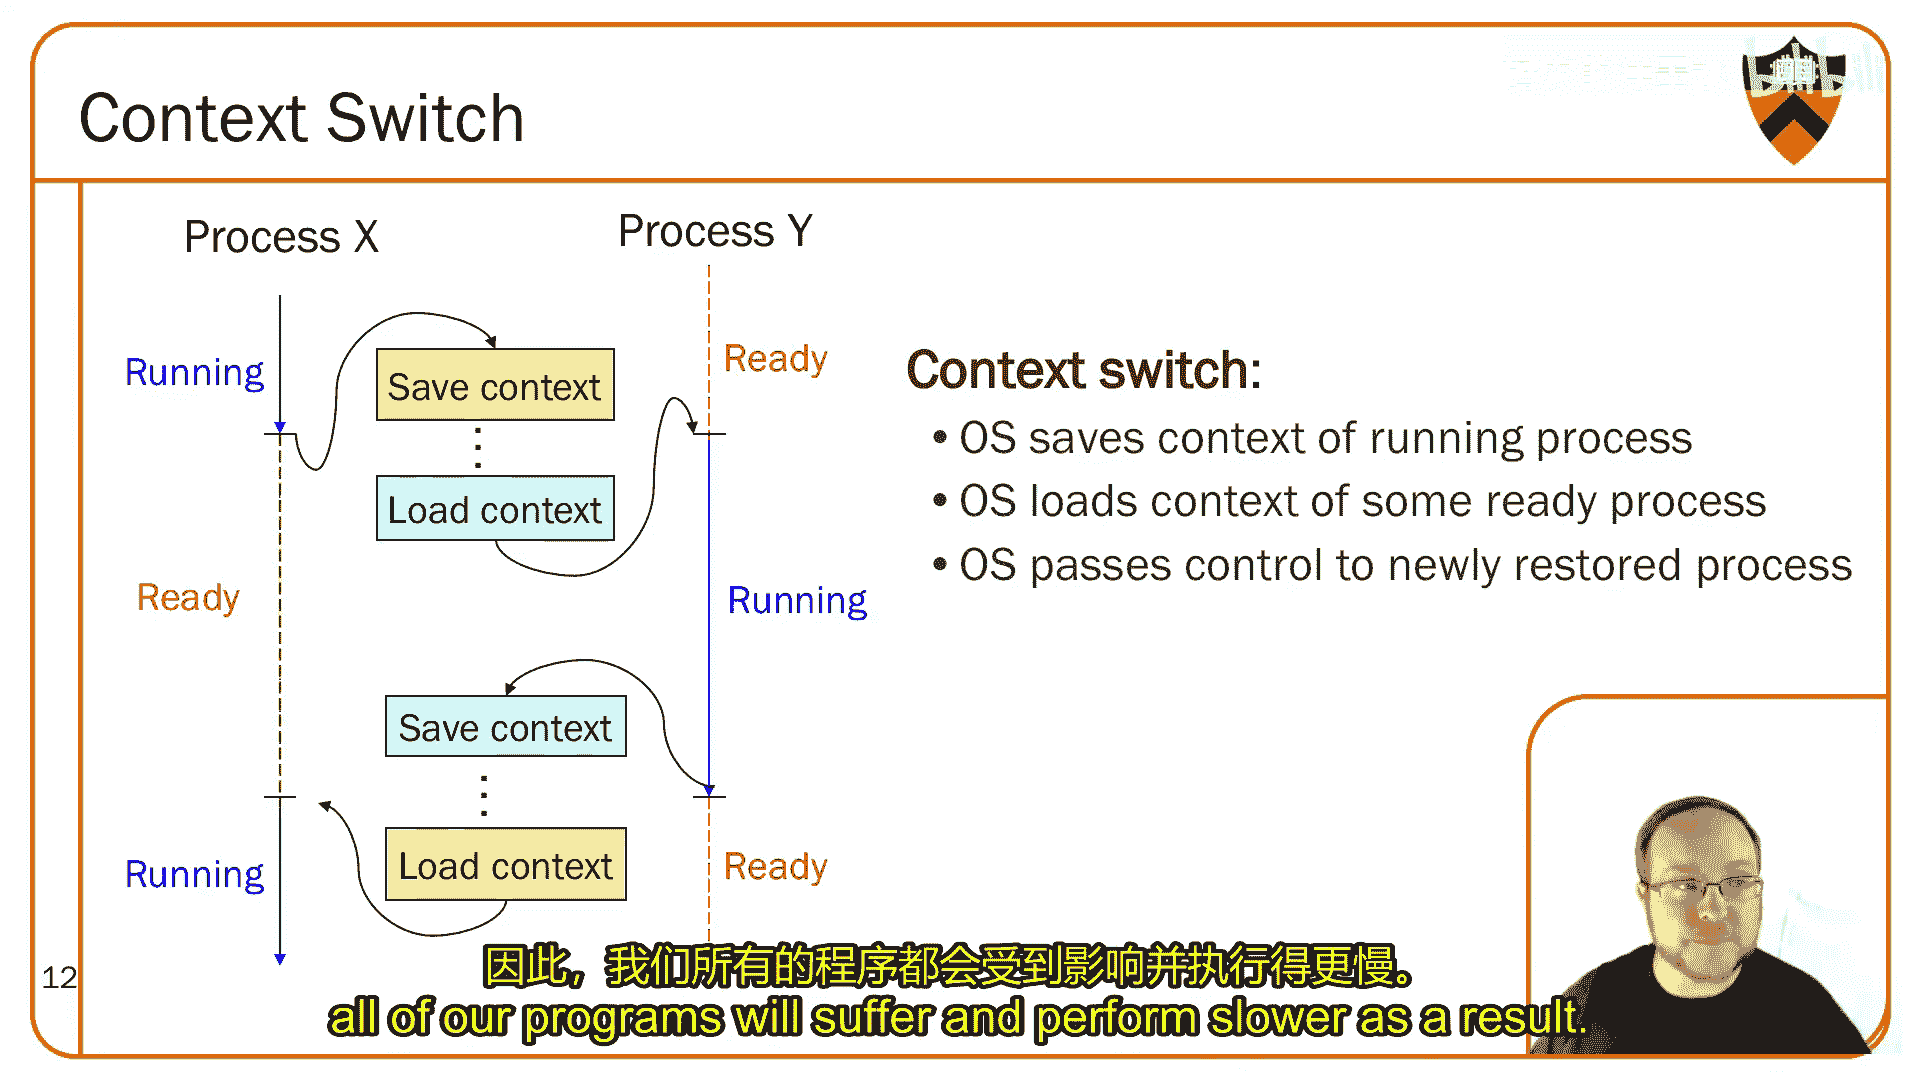 Context Switch
Process X
Process Y
Running
Save context
Ready
Load context
Ready
Running
Save context
Load context
Running
Ready
Context switch:
• OS saves context of running process
• OS loads context of some ready process
• OS passes control to newly restored process
12
因此，我们所有的程序都会受到影响并执行得更慢。
all of our programs will suffer and perform slower as a result.